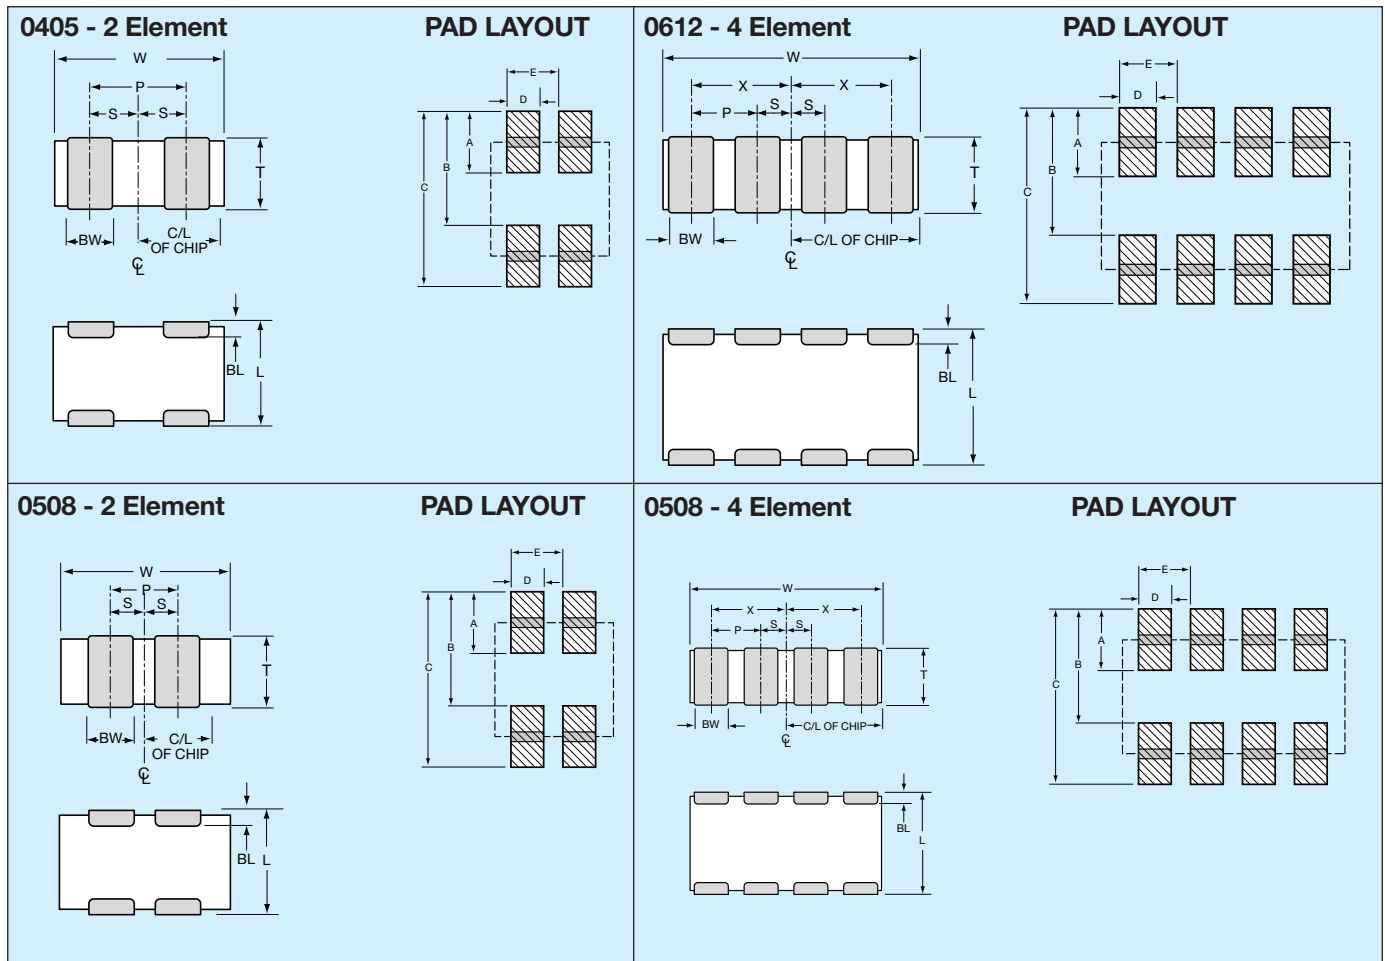 0405 - 2 Element
PAD LAYOUT
W
P
S
S
T
BW
C/L
OF CHIP
℄
BL
L
E
D
A
B
C
0612 - 4 Element
PAD LAYOUT
W
X
X
P
S
S
T
BW
C/L OF CHIP
℄
BL
L
E
D
A
B
C
0508 - 2 Element
PAD LAYOUT
W
P
S
S
T
BW
C/L
OF CHIP
℄
BL
L
E
D
A
B
C
0508 - 4 Element
PAD LAYOUT
W
X
X
P
S
S
T
BW
C/L OF CHIP
℄
BL
L
E
D
A
B
C